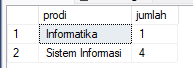 prodi jumlah
1 Informatika 1
2 Sistem Informasi 4